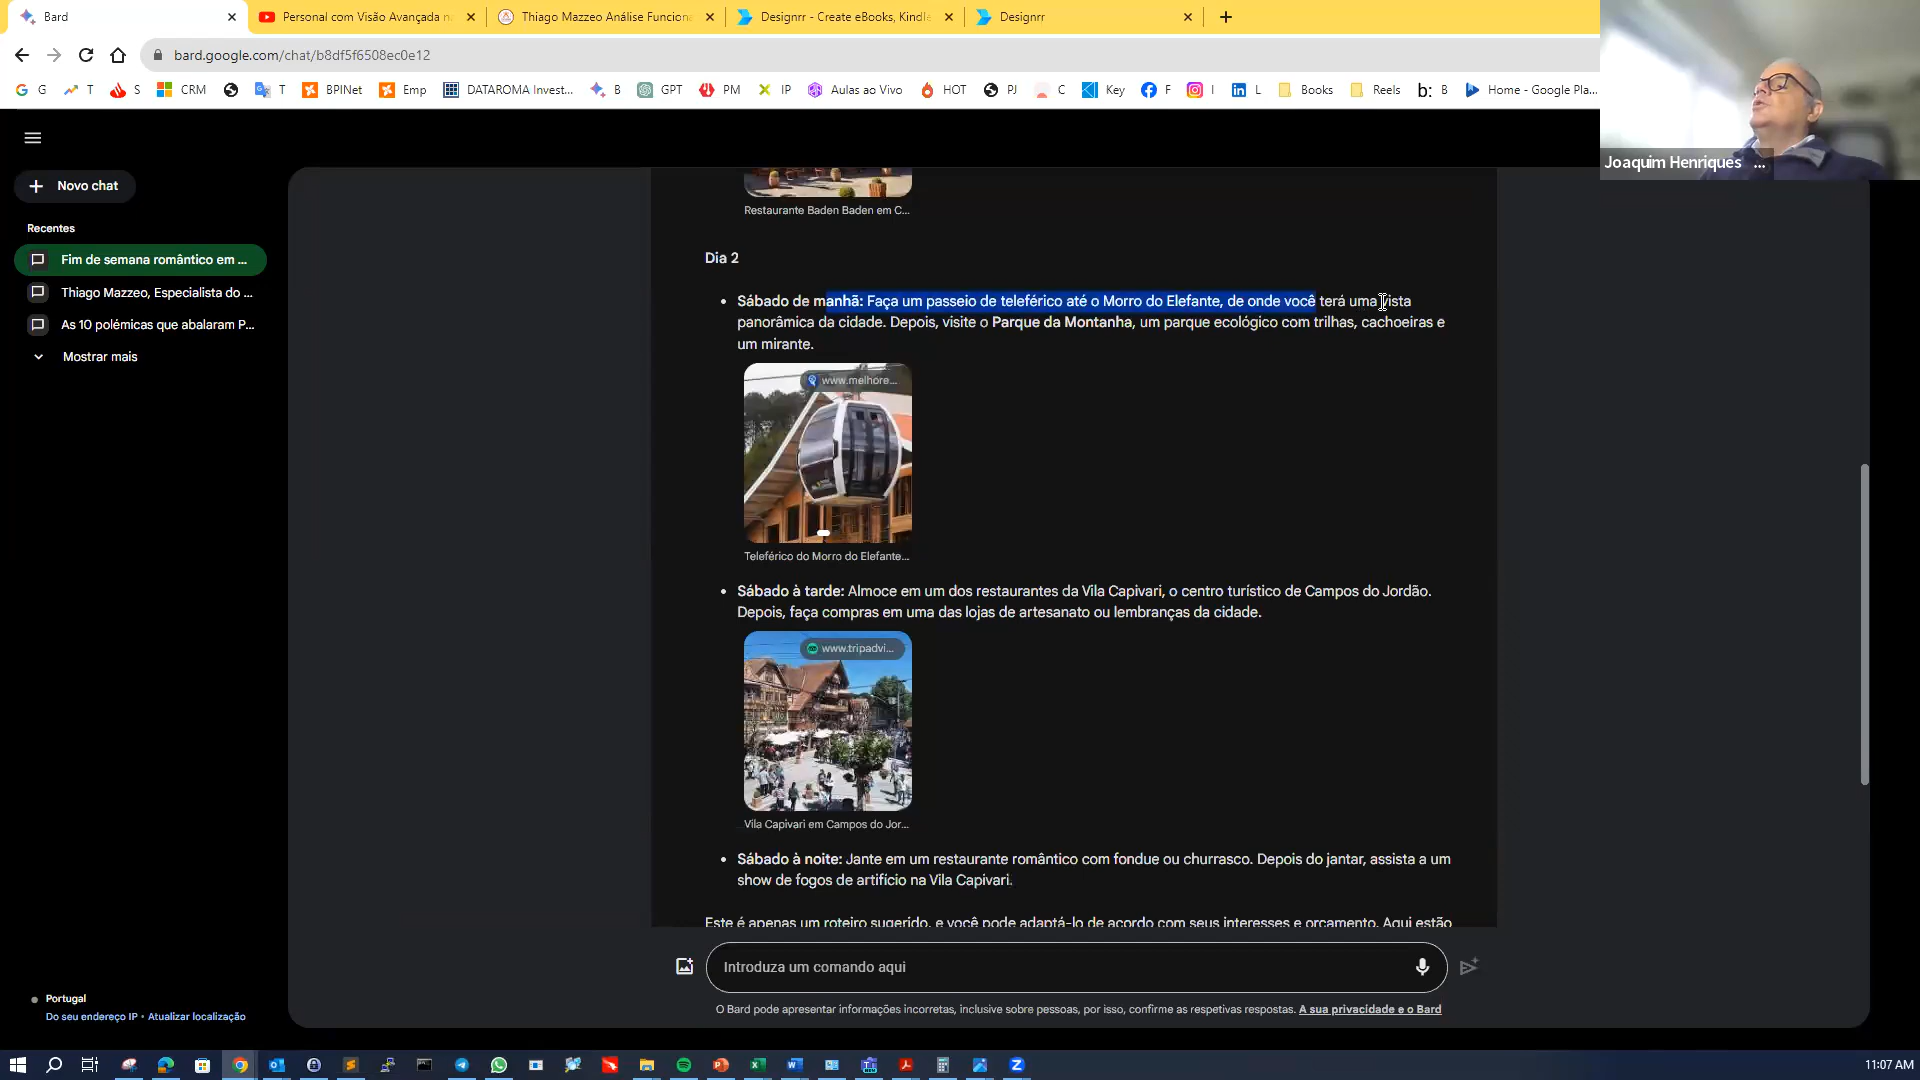 Bard
Personal com Visão Avançada n
Thiago Mazzeo Análise Funciona
Designrr - Create eBooks, Kindle
Designrr
bard.google.com/chat/b8df5f6508ec0e12
G T S CRM T BPINet Emp DATAROMA Invest... B GPT PM IP Aulas ao Vivo HOT PJ C Key F I L Books Reels b: B Home - Google Pla...
Joaquim Henriques ...
Novo chat
Recentes
Fim de semana romântico em ...
Thiago Mazzeo, Especialista do ...
As 10 polémicas que abalaram P...
Mostrar mais
Restaurante Baden Baden em C...
Dia 2
• Sábado de manhã: Faça um passeio de teleférico até o Morro do Elefante, de onde você terá uma vista
panorâmica da cidade. Depois, visite o Parque da Montanha, um parque ecológico com trilhas, cachoeiras e
um mirante.
www.melhore...
Teleférico do Morro do Elefante...
• Sábado à tarde: Almoce em um dos restaurantes da Vila Capivari, o centro turístico de Campos do Jordão.
Depois, faça compras em uma das lojas de artesanato ou lembranças da cidade.
www.tripadvi...
Vila Capivari em Campos do Jor...
• Sábado à noite: Jante em um restaurante romântico com fondue ou churrasco. Depois do jantar, assista a um
show de fogos de artifício na Vila Capivari.
Este é apenas um roteiro sugerido, e você pode adaptá-lo de acordo com seus interesses e orçamento. Aqui estão
Introduza um comando aqui
O Bard pode apresentar informações incorretas, inclusive sobre pessoas, por isso, confirme as respetivas respostas. A sua privacidade e o Bard
Portugal
Do seu endereço IP • Atualizar localização
11:07 AM